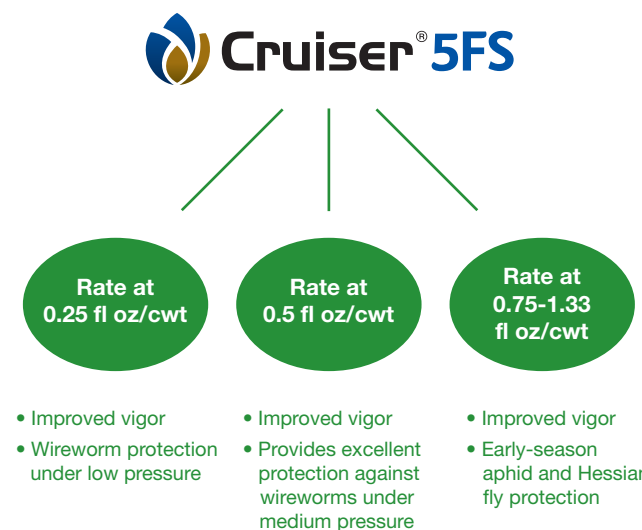 Cruiser® 5FS
Rate at
0.25 fl oz/cwt
Rate at
0.5 fl oz/cwt
Rate at
0.75-1.33
fl oz/cwt
• Improved vigor
• Wireworm protection
under low pressure
• Improved vigor
• Provides excellent
protection against
wireworms under
medium pressure
• Improved vigor
• Early-season
aphid and Hessian
fly protection